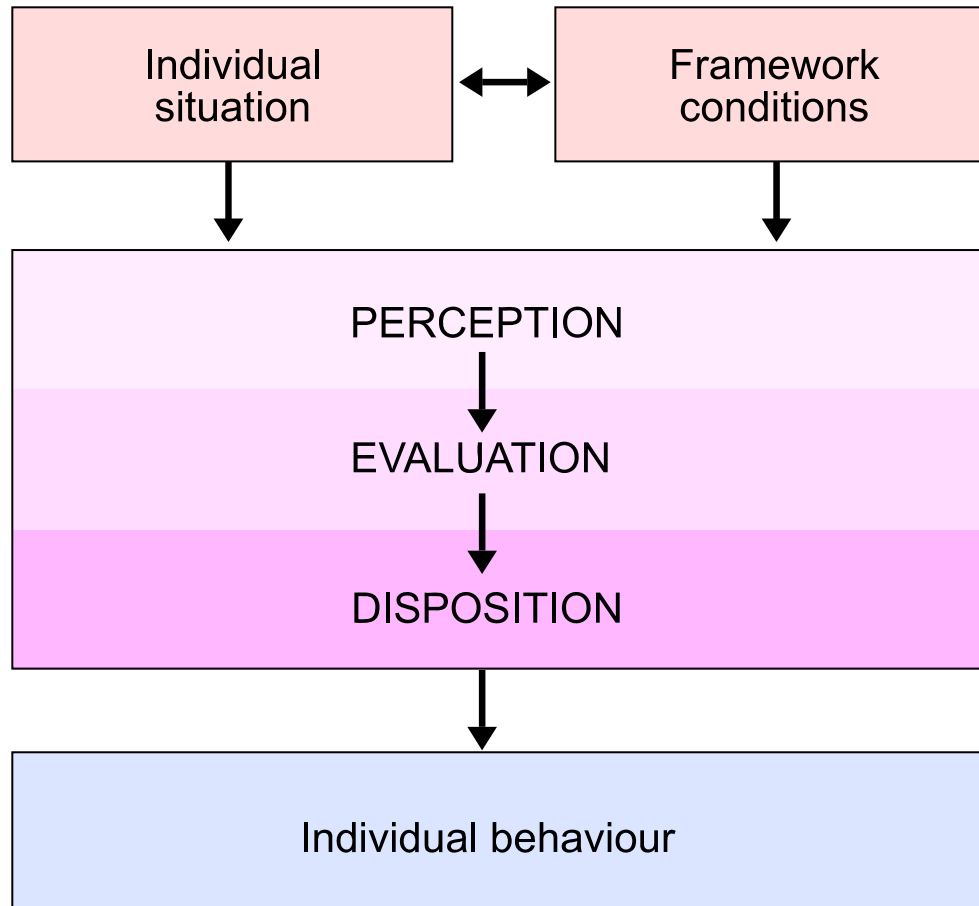 Individual
situation
Framework
conditions
PERCEPTION
EVALUATION
DISPOSITION
Individual behaviour